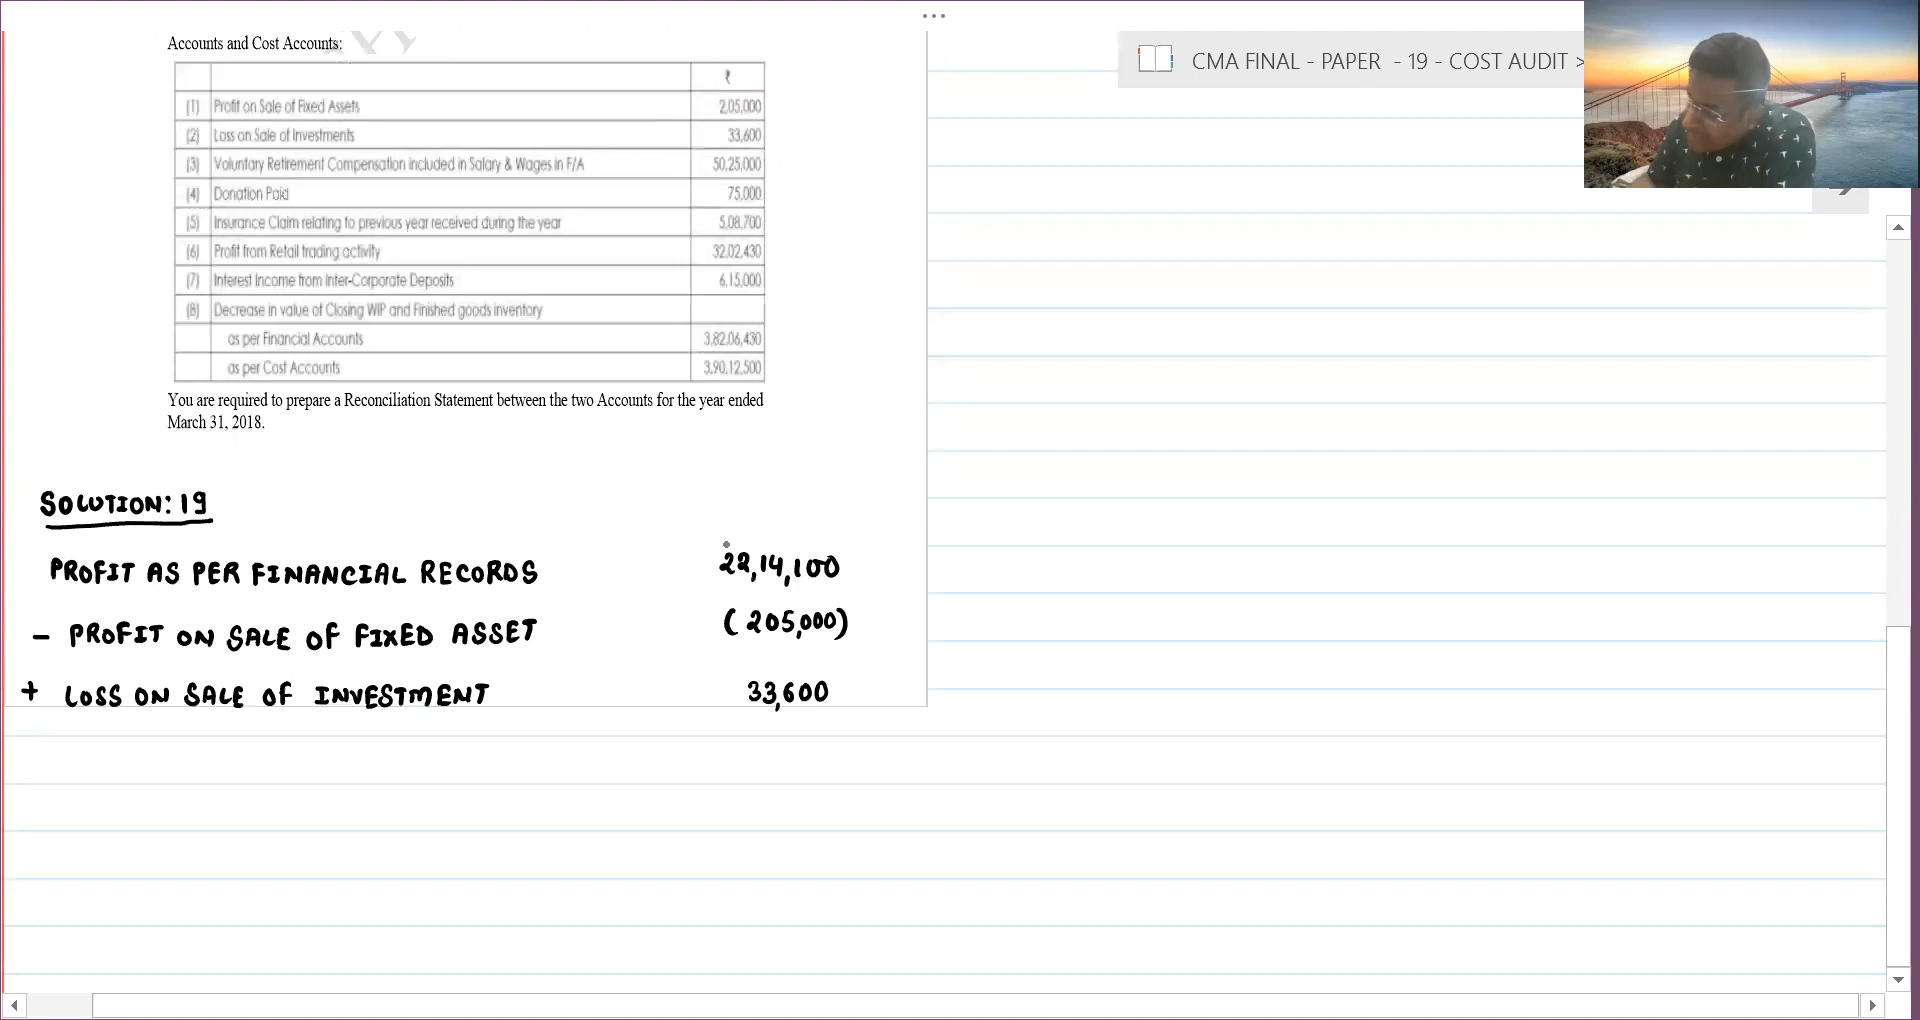 Accounts and Cost Accounts:
₹
(1) Profit on Sale of Fixed Assets 2,05,000
(2) Loss on Sale of Investments 33,600
(3) Voluntary Retirement Compensation included in Salary & Wages in F/A 50,25,000
(4) Donation Paid 75,000
(5) Insurance Claim relating to previous year received during the year 5,08,700
(6) Profit from Retail trading activity 32,02,430
(7) Interest Income from Inter-Corporate Deposits 6,15,000
(8) Decrease in value of Closing WIP and Finished goods inventory
as per Financial Accounts 3,82,06,430
as per Cost Accounts 3,90,12,500
You are required to prepare a Reconciliation Statement between the two Accounts for the year ended
March 31, 2018.
SOLUTION: 19
PROFIT AS PER FINANCIAL RECORDS 22,14,100
- PROFIT ON SALE OF FIXED ASSET (205,000)
+ LOSS ON SALE OF INVESTMENT 33,600
CMA FINAL - PAPER - 19 - COST AUDIT >